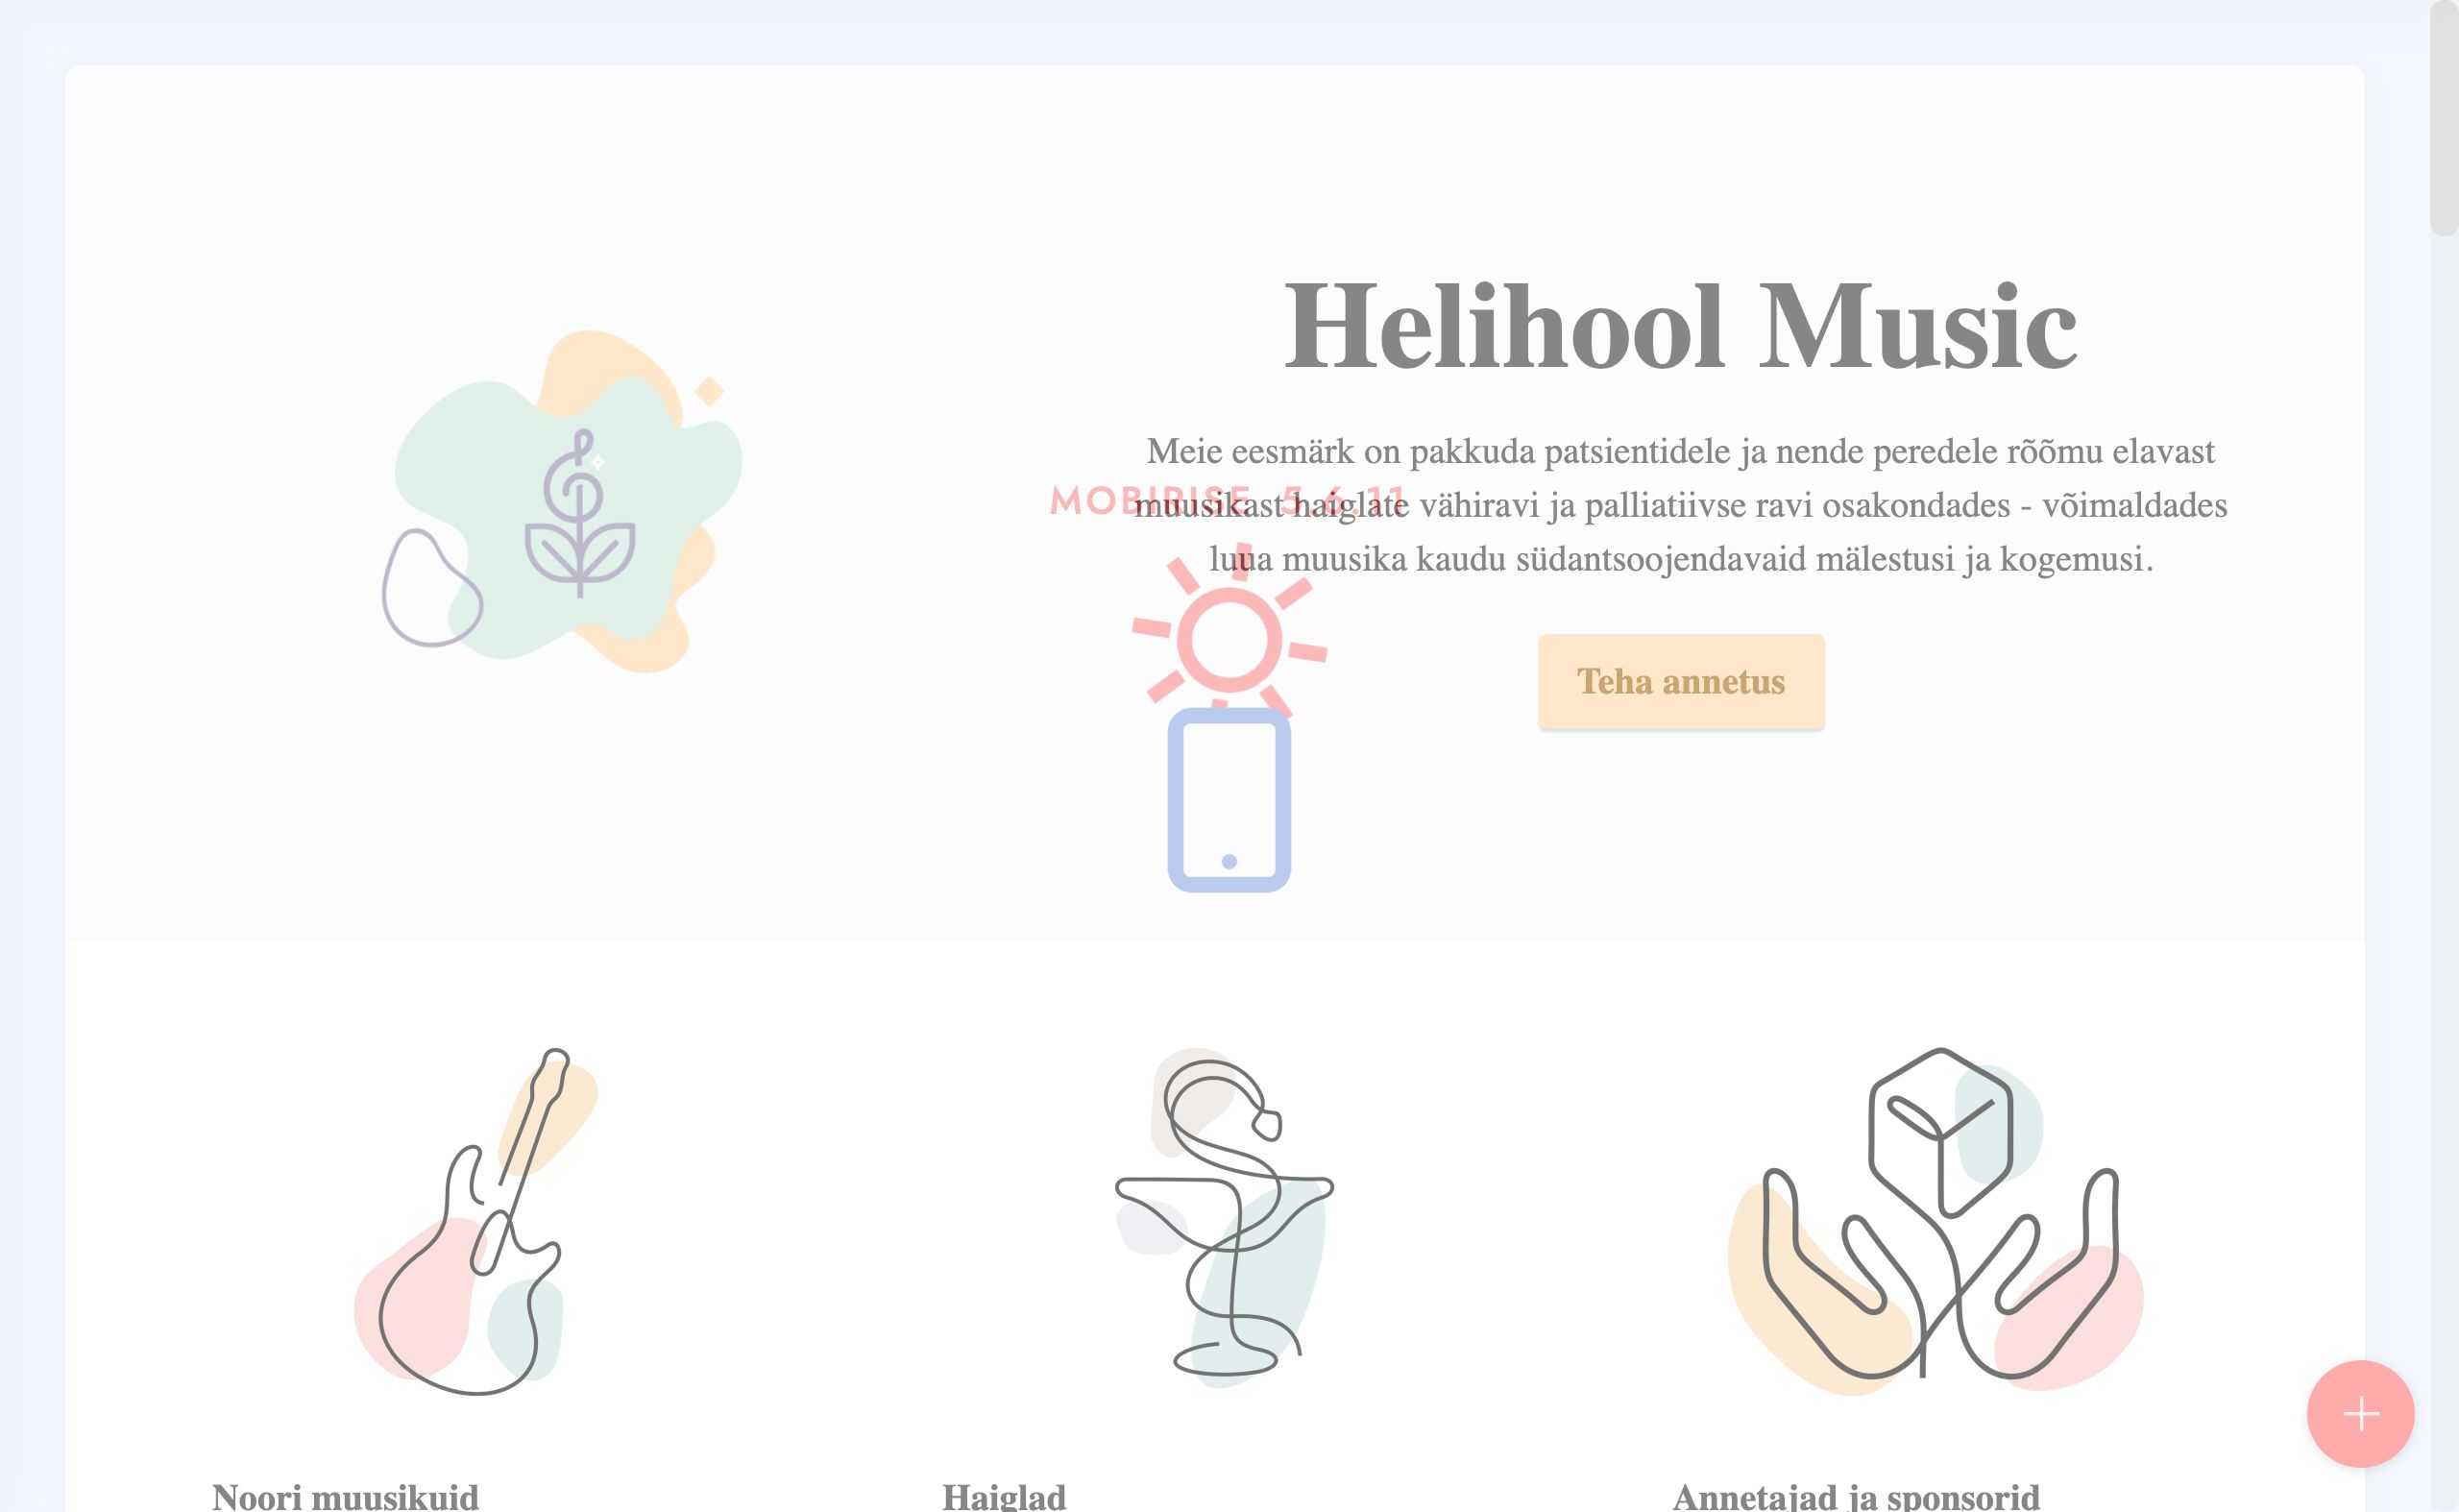 Helihool Music
Meie eesmärk on pakkuda patsientidele ja nende peredele rõõmu elavast
MOBIRISE 5.6.11
muusikast haiglate vähiravi ja palliatiivse ravi osakondades - võimaldades
luua muusika kaudu südantsoojendavaid mälestusi ja kogemusi.
Teha annetus
Noori muusikuid
Haiglad
Annetajad ja sponsorid